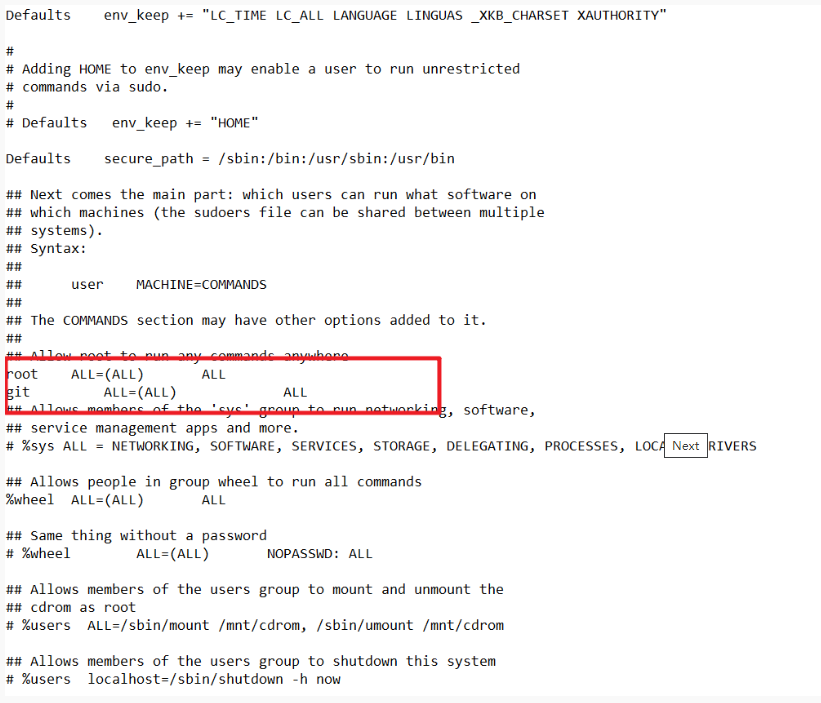 Defaults    env_keep += "LC_TIME LC_ALL LANGUAGE LINGUAS _XKB_CHARSET XAUTHORITY"
#
# Adding HOME to env_keep may enable a user to run unrestricted
# commands via sudo.
#
# Defaults   env_keep += "HOME"
Defaults    secure_path = /sbin:/bin:/usr/sbin:/usr/bin
## Next comes the main part: which users can run what software on
## which machines (the sudoers file can be shared between multiple
## systems).
## Syntax:
##
##      user    MACHINE=COMMANDS
##
## The COMMANDS section may have other options added to it.
##
## Allow root to run any commands anywhere
root    ALL=(ALL)       ALL
git         ALL=(ALL)             ALL
## Allows members of the 'sys' group to run networking, software,
## service management apps and more.
# %sys ALL = NETWORKING, SOFTWARE, SERVICES, STORAGE, DELEGATING, PROCESSES, LOCA Next RIVERS
## Allows people in group wheel to run all commands
%wheel  ALL=(ALL)       ALL
## Same thing without a password
# %wheel        ALL=(ALL)       NOPASSWD: ALL
## Allows members of the users group to mount and unmount the
## cdrom as root
# %users  ALL=/sbin/mount /mnt/cdrom, /sbin/umount /mnt/cdrom
## Allows members of the users group to shutdown this system
# %users  localhost=/sbin/shutdown -h now